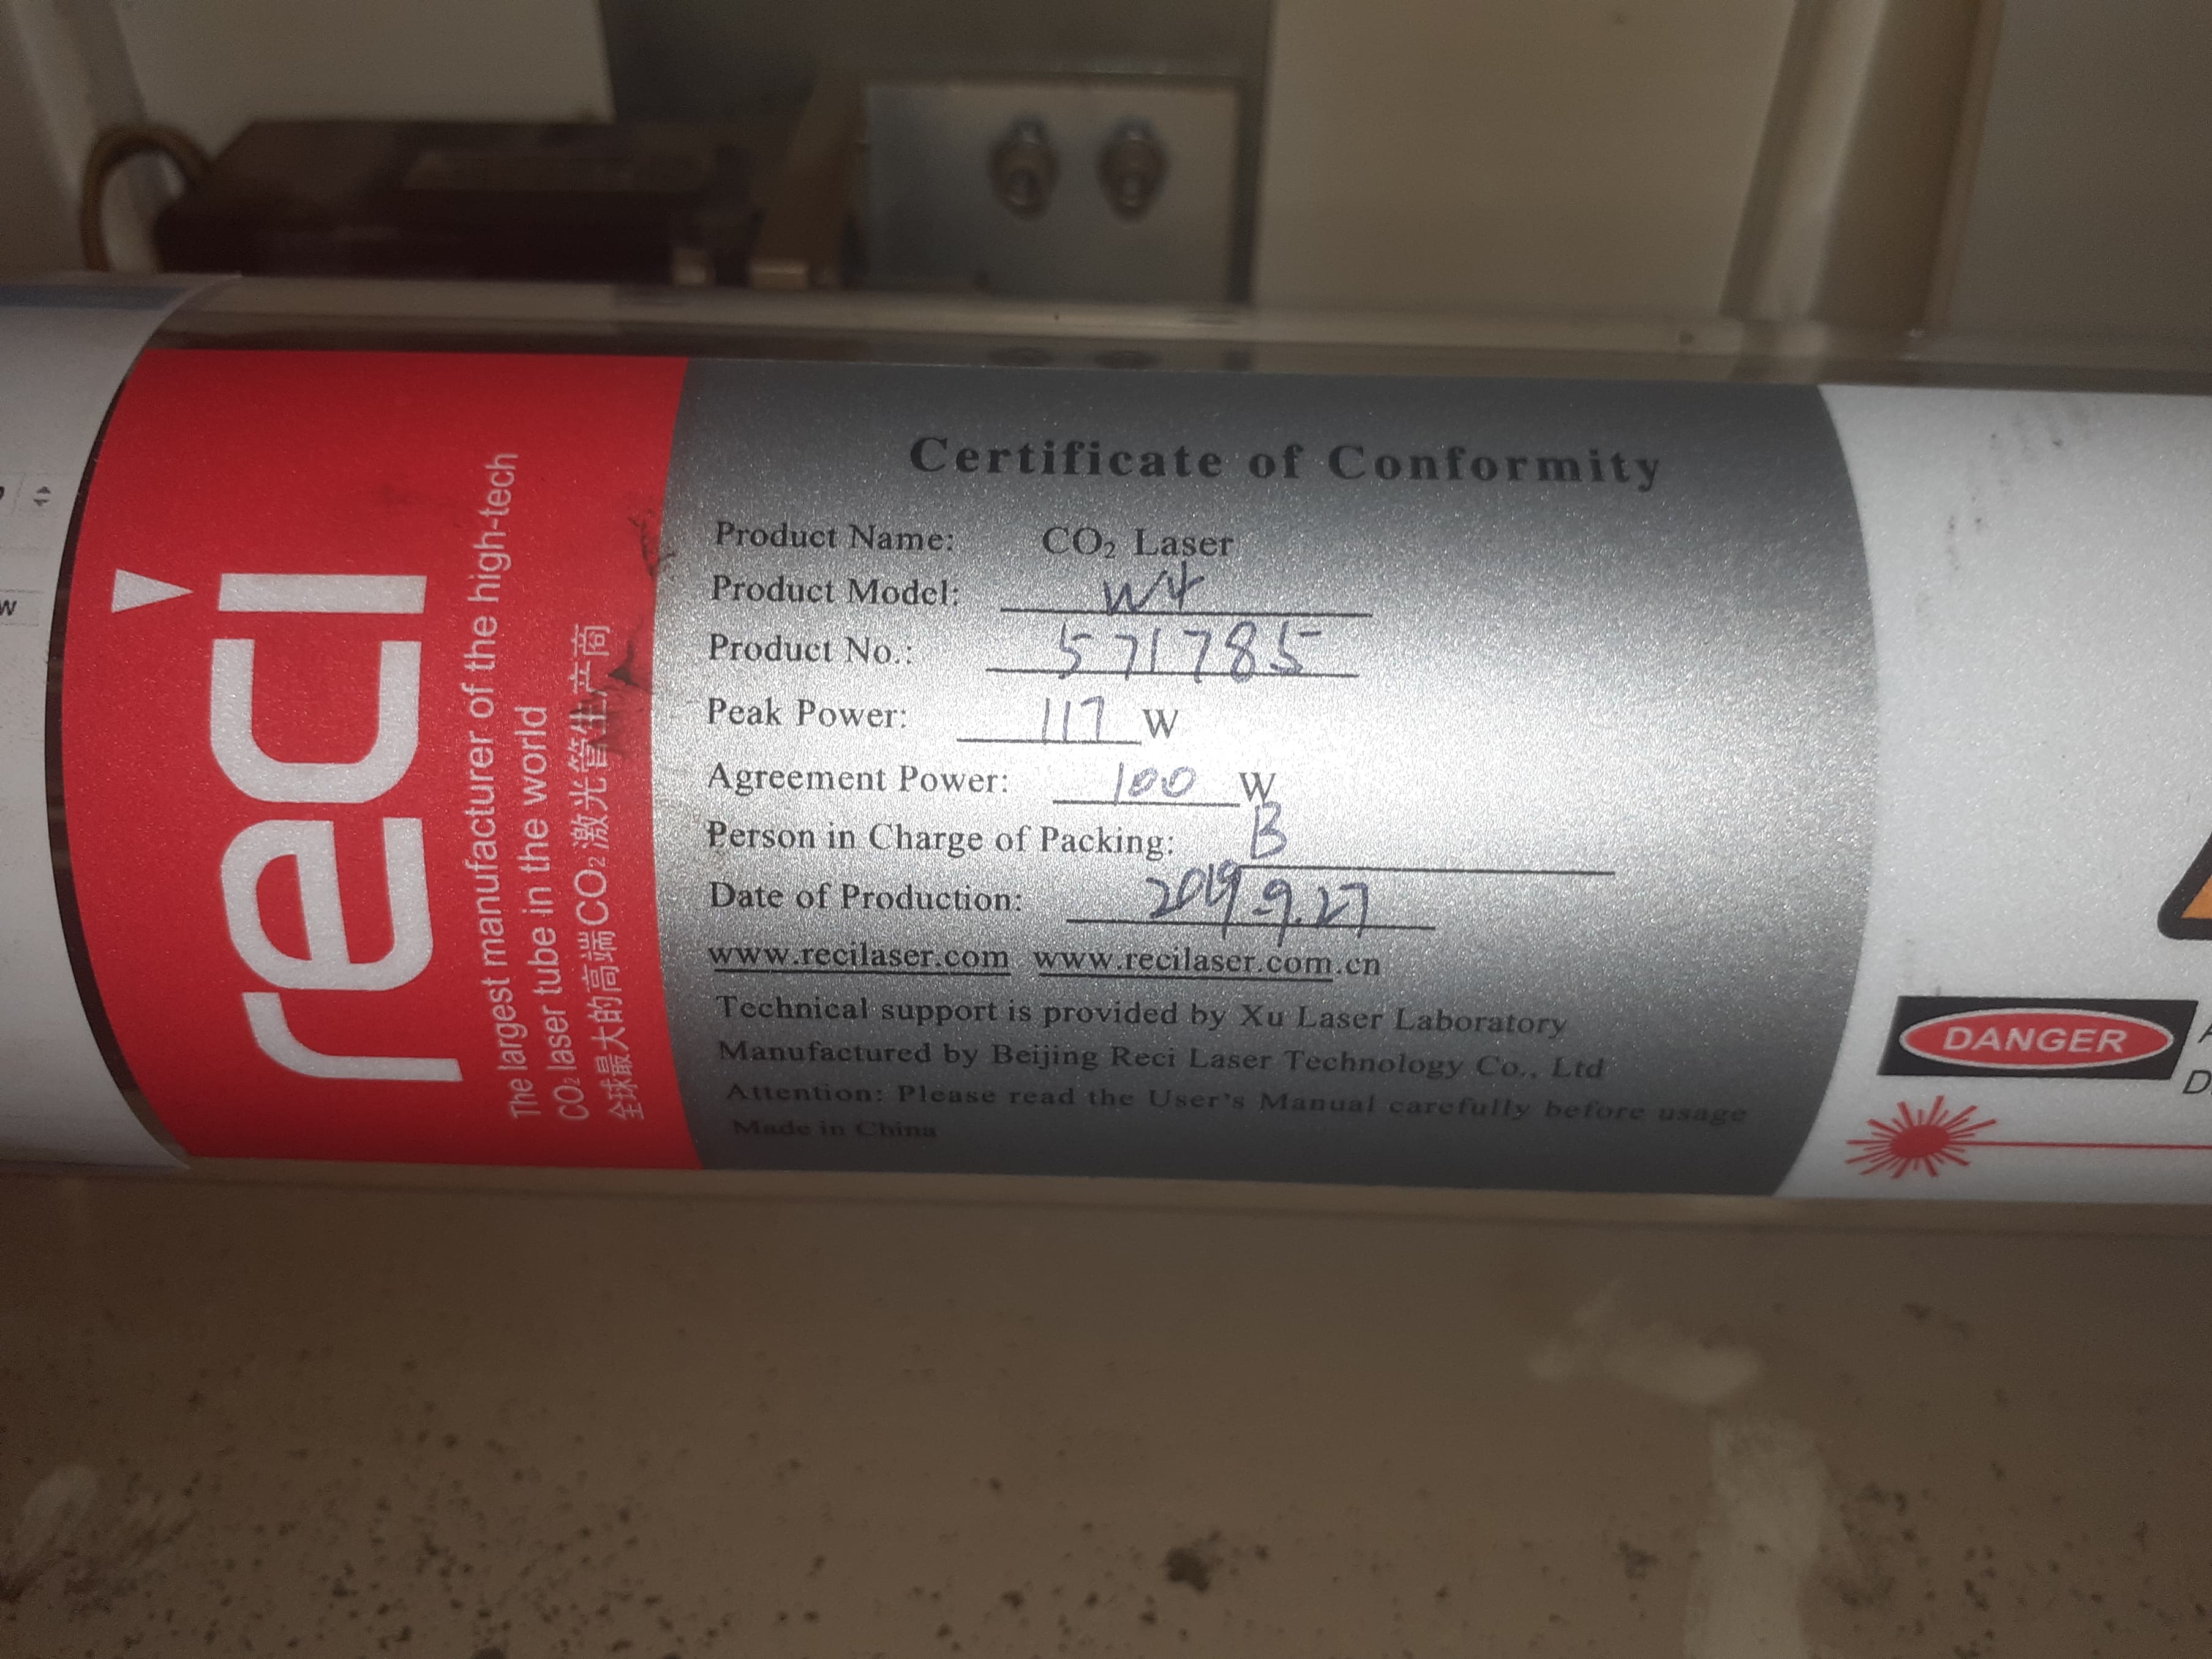 reci
The largest manufacturer of the high-tech
CO₂ laser tube in the world
全球最大的高端CO₂激光管生产商
Certificate of Conformity
Product Name: CO₂ Laser
Product Model: W4
Product No.: 571785
Peak Power: 117 W
Agreement Power: 100 W
Person in Charge of Packing: B
Date of Production: 2019.9.27
www.recilaser.com www.recilaser.com.cn
Technical support is provided by Xu Laser Laboratory
Manufactured by Beijing Reci Laser Technology Co., Ltd
Attention: Please read the User's Manual carefully before usage
Made in China
DANGER